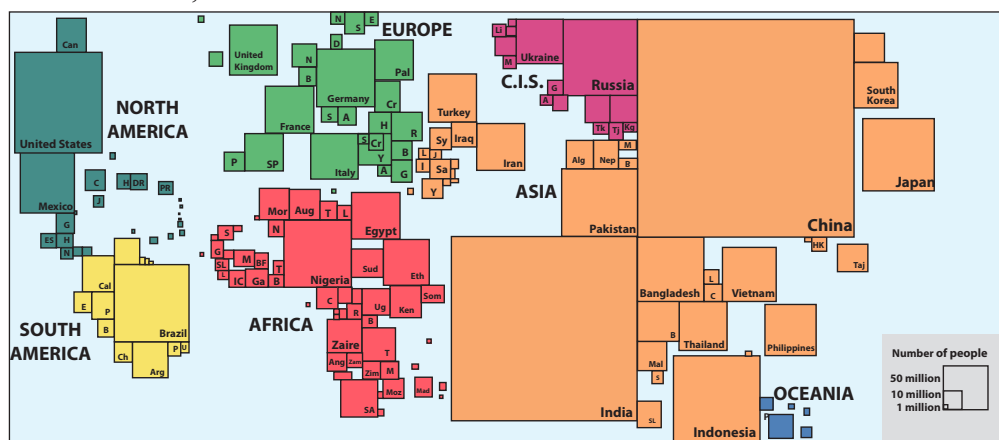 Can
United States
NORTH
AMERICA
Mexico
C
H
DR
PR
J
G
ES
H
N
SOUTH
AMERICA
Cal
E
P
B
Brazil
Ch
Arg
P
U
EUROPE
N
S
E
D
United
Kingdom
N
B
Germany
Pal
Cr
France
S
A
H
R
P
SP
Italy
S
Cr
Y
B
A
G
Turkey
Sy
Iraq
Iran
L
J
I
Sa
Y
AFRICA
Mor
Aug
T
L
Egypt
N
S
G
SL
L
M
BF
IC
Ga
B
T
Nigeria
Sud
Eth
C
R
B
Ug
Ken
Som
Zaire
T
Ang
Zam
Zim
M
Moz
Mad
SA
C.I.S.
Li
M
Ukraine
Russia
G
A
Tk
Tj
Kg
ASIA
Alg
Nep
M
B
Pakistan
China
South
Korea
Japan
HK
Taj
India
Bangladesh
L
C
Vietnam
B
Thailand
Philippines
Mal
S
SL
Indonesia
OCEANIA
P
Number of people
50 million
10 million
1 million